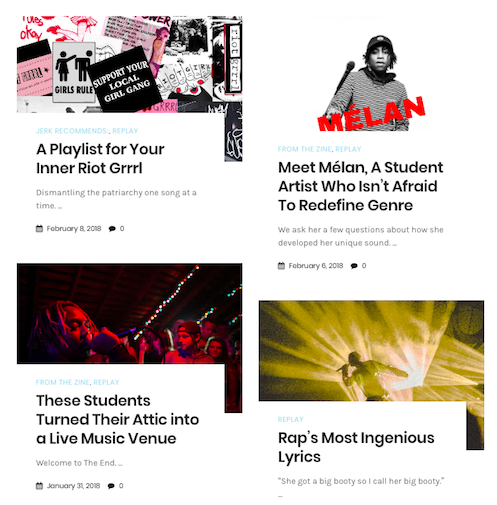 okay
GIRLS RULE
SUPPORT YOUR
LOCAL
GIRL GANG
riot grrrl
JERK RECOMMENDS:, REPLAY
A Playlist for Your
Inner Riot Grrrl
Dismantling the patriarchy one song at a
time. ...
February 8, 2018 0
MÉLAN
FROM THE ZINE, REPLAY
Meet Mélan, A Student
Artist Who Isn't Afraid
To Redefine Genre
We ask her a few questions about how she
developed her unique sound. ...
February 6, 2018 0
FROM THE ZINE, REPLAY
These Students
Turned Their Attic into
a Live Music Venue
Welcome to The End. ...
January 31, 2018 0
REPLAY
Rap's Most Ingenious
Lyrics
"She got a big booty so I call her big booty."
...